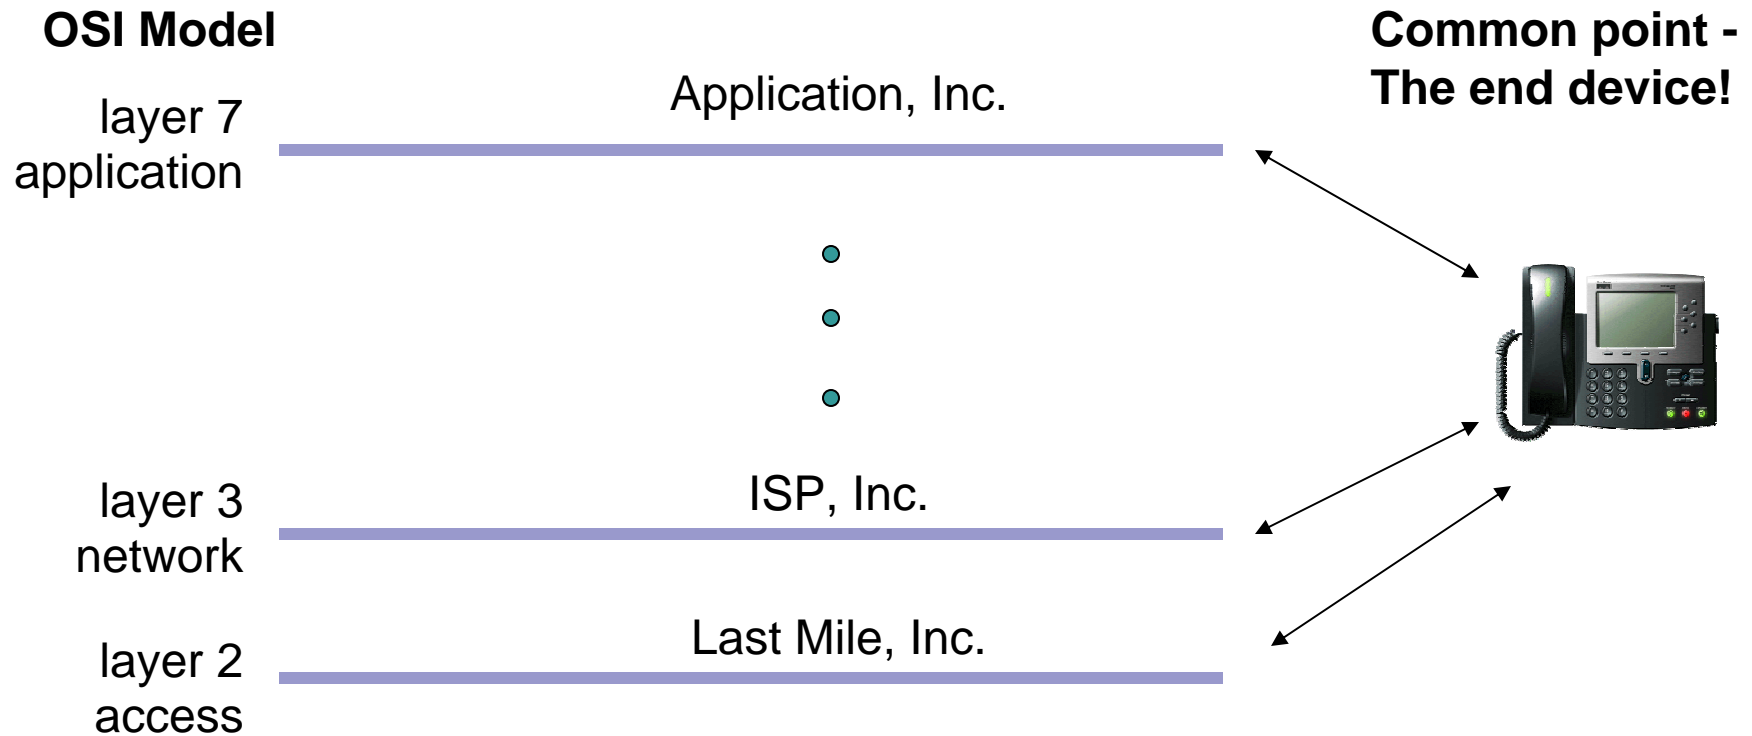 OSI Model
Common point -
The end device!
layer 7
application
Application, Inc.
layer 3
network
ISP, Inc.
layer 2
access
Last Mile, Inc.